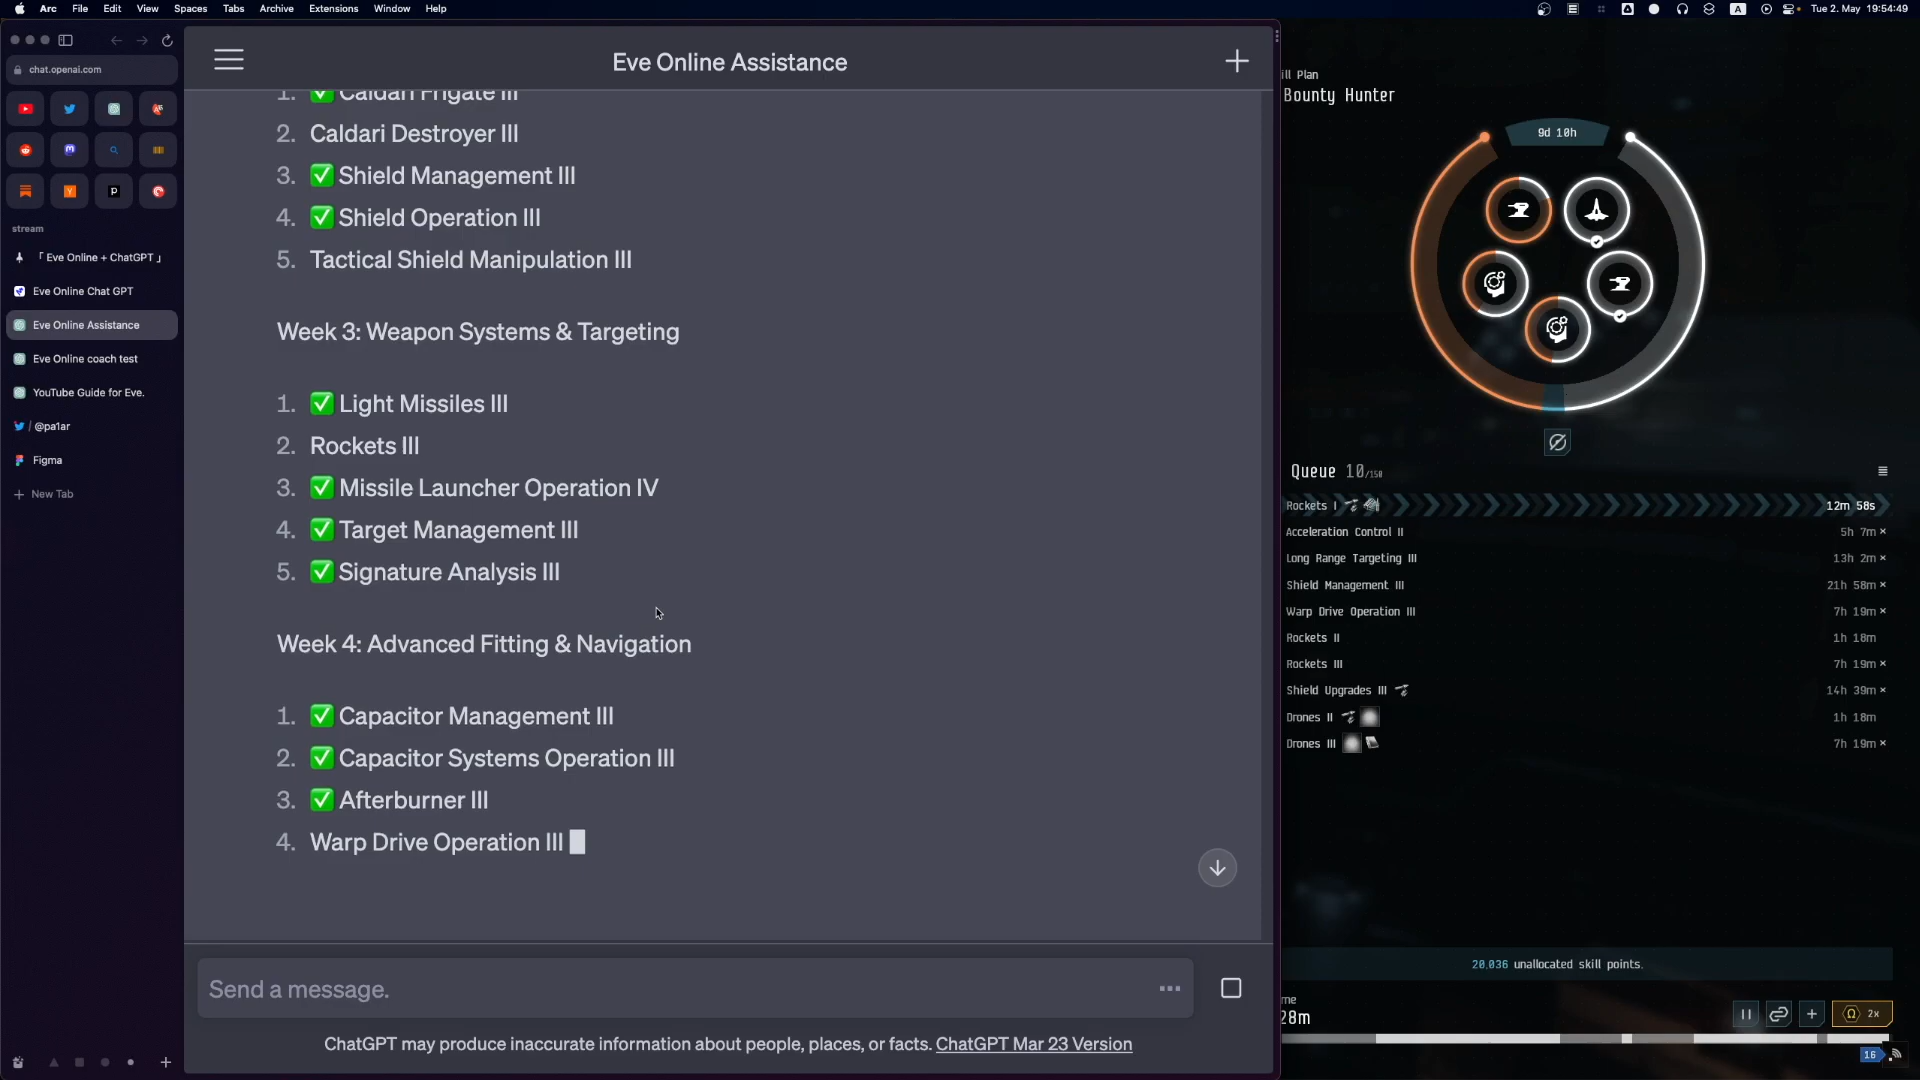 Arc File Edit View Spaces Tabs Archive Extensions Window Help
A Tue 2. May 19:54:49
chat.openai.com
stream
「 Eve Online + ChatGPT 」
Eve Online Chat GPT
Eve Online Assistance
Eve Online coach test
YouTube Guide for Eve.
/ @pa1ar
Figma
+ New Tab
Eve Online Assistance
1. ✅ Caldari Frigate III
2. Caldari Destroyer III
3. ✅ Shield Management III
4. ✅ Shield Operation III
5. Tactical Shield Manipulation III
Week 3: Weapon Systems & Targeting
1. ✅ Light Missiles III
2. Rockets III
3. ✅ Missile Launcher Operation IV
4. ✅ Target Management III
5. ✅ Signature Analysis III
Week 4: Advanced Fitting & Navigation
1. ✅ Capacitor Management III
2. ✅ Capacitor Systems Operation III
3. ✅ Afterburner III
4. Warp Drive Operation III
Send a message.
ChatGPT may produce inaccurate information about people, places, or facts. ChatGPT Mar 23 Version
ill Plan
Bounty Hunter
9d 10h
Queue 10/150
Rockets I 12m 58s
Acceleration Control II 5h 7m ×
Long Range Targeting III 13h 2m ×
Shield Management III 21h 58m ×
Warp Drive Operation III 7h 19m ×
Rockets II 1h 18m
Rockets III 7h 19m ×
Shield Upgrades III 14h 39m ×
Drones II 1h 18m
Drones III 7h 19m ×
20.036 unallocated skill points.
me
28m
2x
16